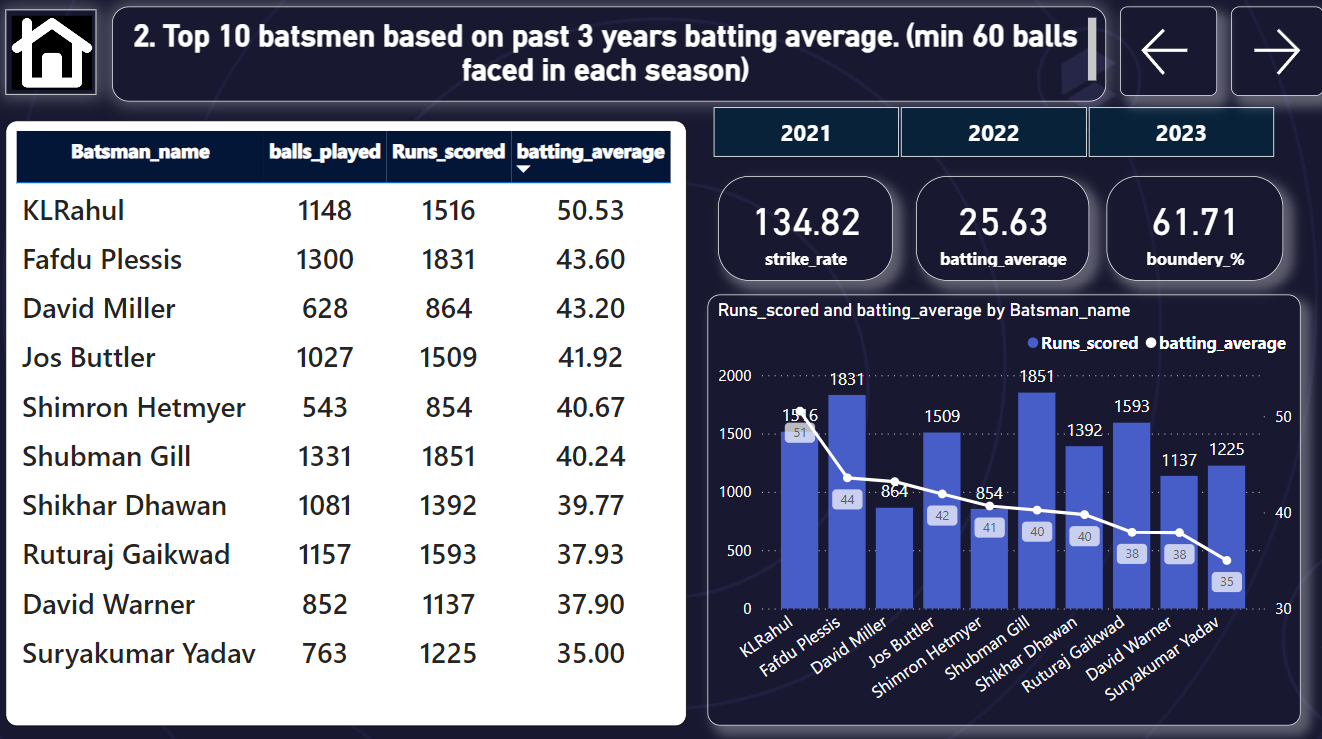 2. Top 10 batsmen based on past 3 years batting average. (min 60 balls
faced in each season)
2021 2022 2023
Batsman_name balls_played Runs_scored batting_average
KLRahul 1148 1516 50.53
Fafdu Plessis 1300 1831 43.60
David Miller 628 864 43.20
Jos Buttler 1027 1509 41.92
Shimron Hetmyer 543 854 40.67
Shubman Gill 1331 1851 40.24
Shikhar Dhawan 1081 1392 39.77
Ruturaj Gaikwad 1157 1593 37.93
David Warner 852 1137 37.90
Suryakumar Yadav 763 1225 35.00
134.82 25.63 61.71
strike_rate batting_average boundery_%
Runs_scored and batting_average by Batsman_name
Runs_scored batting_average
2000
1500
1000
500
0
1516 1831 864 1509 854 1851 1392 1593 1137 1225
51 44 42 41 40 40 38 38 35
50
40
30
KLRahul
Fafdu Plessis
David Miller
Jos Buttler
Shimron Hetmyer
Shubman Gill
Shikhar Dhawan
Ruturaj Gaikwad
David Warner
Suryakumar Yadav